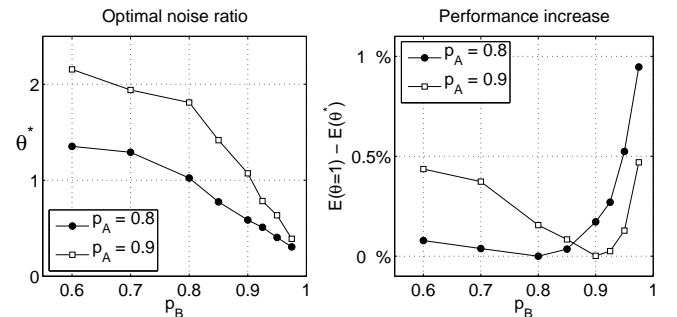 Optimal noise ratio
2
1
0
θ*
p_A = 0.8
p_A = 0.9
0.6 0.7 0.8 0.9 1
p_B
Performance increase
1 %
0.5%
0 %
E(θ=1) − E(θ*)
p_A = 0.8
p_A = 0.9
0.6 0.7 0.8 0.9 1
p_B